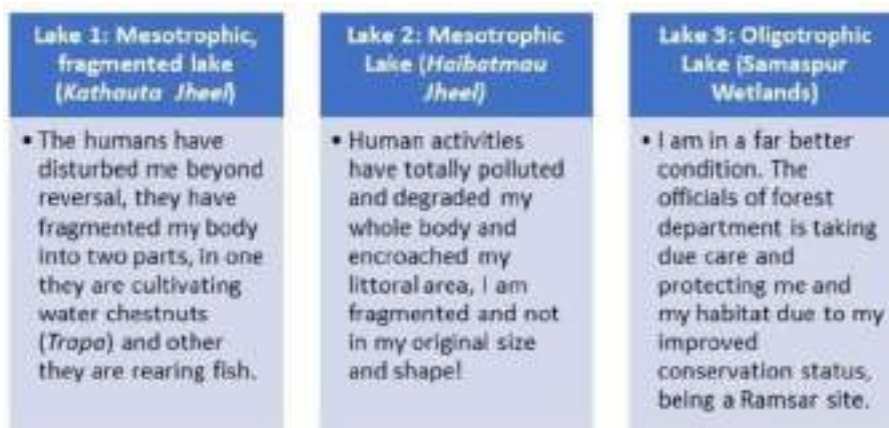 Lake 1: Mesotrophic,
fragmented lake
(Kathauta Jheel)
• The humans have
disturbed me beyond
reversal, they have
fragmented my body
into two parts, in one
they are cultivating
water chestnuts
(Trapa) and other
they are rearing fish.
Lake 2: Mesotrophic
Lake (Haibatmau
Jheel)
• Human activities
have totally polluted
and degraded my
whole body and
encroached my
littoral area, I am
fragmented and not
in my original size
and shape!
Lake 3: Oligotrophic
Lake (Samaspur
Wetlands)
• I am in a far better
condition. The
officials of forest
department is taking
due care and
protecting me and
my habitat due to my
improved
conservation status,
being a Ramsar site.